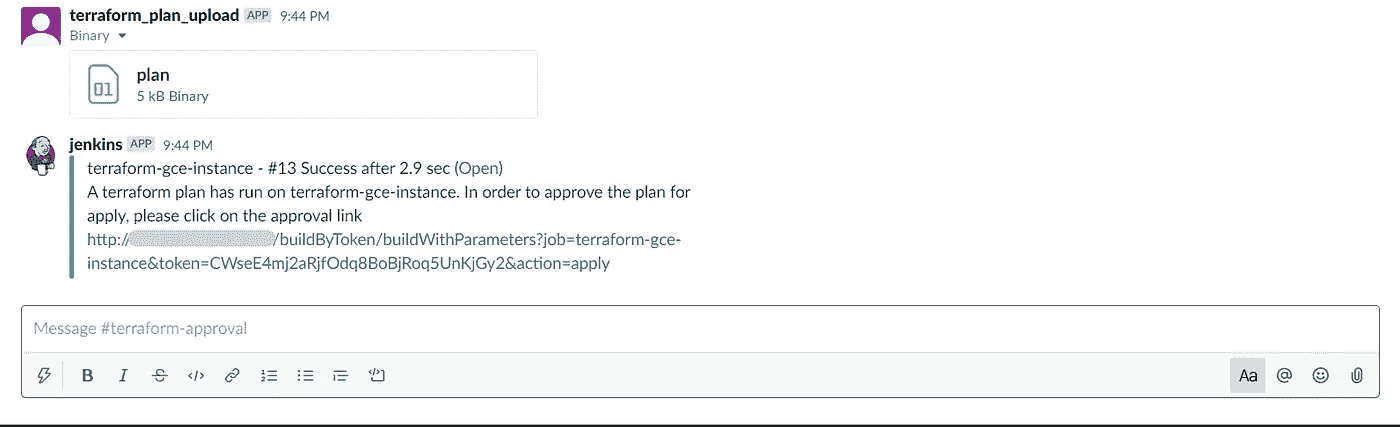 terraform_plan_upload APP 9:44 PM
Binary
01
plan
5 kB Binary
jenkins APP 9:44 PM
terraform-gce-instance - #13 Success after 2.9 sec (Open)
A terraform plan has run on terraform-gce-instance. In order to approve the plan for
apply, please click on the approval link
http:// /buildByToken/buildWithParameters?job=terraform-gce-
instance&token=CWseE4mj2aRjfOdq8BoBjRoq5UnKjGy2&action=apply
Message #terraform-approval
B I S </> Aa @